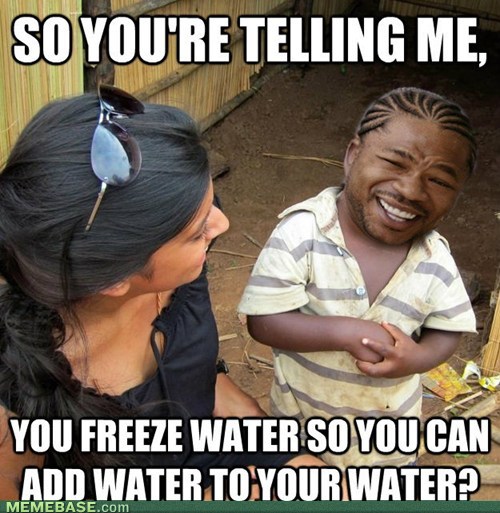 SO YOU'RE TELLING ME,
YOU FREEZE WATER SO YOU CAN
ADD WATER TO YOUR WATER?
MEMEBASE.com